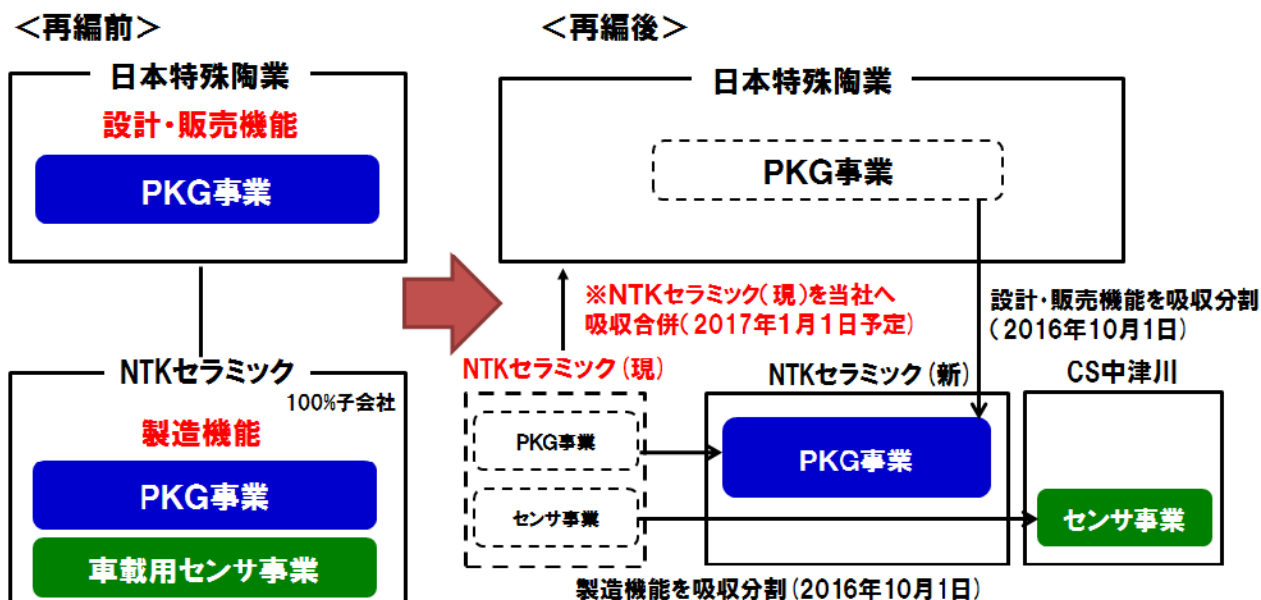 ＜再編前＞
日本特殊陶業
設計・販売機能
PKG事業
NTKセラミック
100%子会社
製造機能
PKG事業
車載用センサ事業
＜再編後＞
日本特殊陶業
PKG事業
※NTKセラミック(現)を当社へ
吸収合併(2017年1月1日予定)
設計・販売機能を吸収分割
(2016年10月1日)
NTKセラミック(現)
PKG事業
センサ事業
NTKセラミック(新)
PKG事業
CS中津川
センサ事業
製造機能を吸収分割(2016年10月1日)